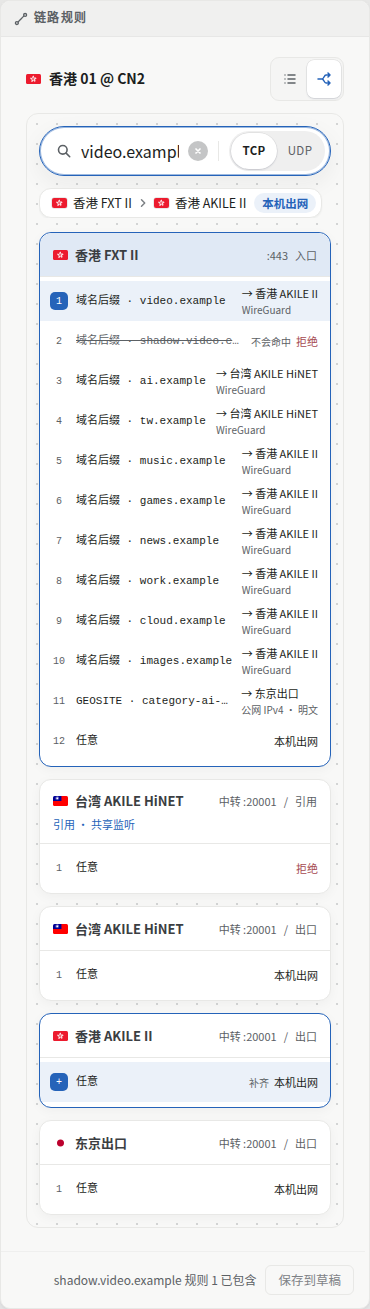 链路规则
香港 01 @ CN2
video.exampl
TCP
UDP
香港 FXT II > 香港 AKILE II 本机出网
香港 FXT II :443 入口
1 域名后缀 · video.example → 香港 AKILE II
WireGuard
2 域名后缀 · shadow.video.e… 不会命中 拒绝
3 域名后缀 · ai.example → 台湾 AKILE HiNET
WireGuard
4 域名后缀 · tw.example → 台湾 AKILE HiNET
WireGuard
5 域名后缀 · music.example → 香港 AKILE II
WireGuard
6 域名后缀 · games.example → 香港 AKILE II
WireGuard
7 域名后缀 · news.example → 香港 AKILE II
WireGuard
8 域名后缀 · work.example → 香港 AKILE II
WireGuard
9 域名后缀 · cloud.example → 香港 AKILE II
WireGuard
10 域名后缀 · images.example → 香港 AKILE II
WireGuard
11 GEOSITE · category-ai-… → 东京出口
公网 IPv4 · 明文
12 任意 本机出网
台湾 AKILE HiNET 中转 :20001 / 引用
引用 · 共享监听
1 任意 拒绝
台湾 AKILE HiNET 中转 :20001 / 出口
1 任意 本机出网
香港 AKILE II 中转 :20001 / 出口
+ 任意 补齐 本机出网
东京出口 中转 :20001 / 出口
1 任意 本机出网
shadow.video.example 规则 1 已包含 保存到草稿